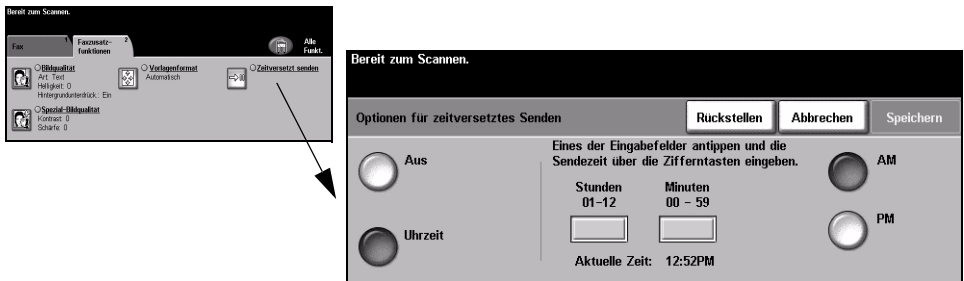 Bereit zum Scannen.
Fax 1
Faxzusatz- 2
funktionen
Alle
Funkt.
Bildqualität
Art: Text
Helligkeit: 0
Hintergrundunterdrück.: Ein
Vorlagenformat
Automatisch
Zeitversetzt senden
Spezial-Bildqualität
Kontrast: 0
Schärfe: 0
Bereit zum Scannen.
Optionen für zeitversetztes Senden
Rückstellen
Abbrechen
Speichern
Aus
Uhrzeit
Eines der Eingabefelder antippen und die
Sendezeit über die Zifferntasten eingeben.
Stunden
01-12
Minuten
00 - 59
Aktuelle Zeit: 12:52PM
AM
PM